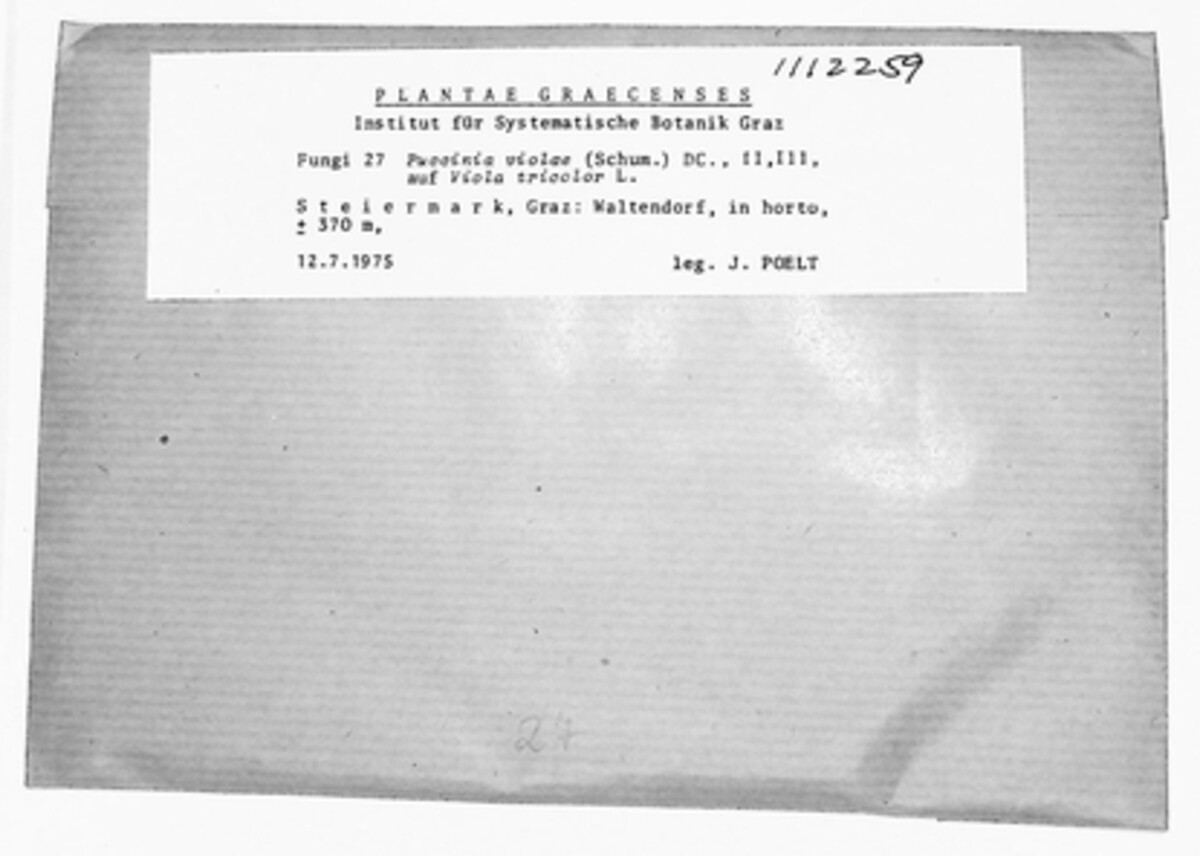 1112259
PLANTAE GRAECENSES
Institut für Systematische Botanik Graz
Fungi 27 Puccinia violae (Schum.) DC., II,III,
auf Viola tricolor L.
Steiermark, Graz: Waltendorf, in horto,
± 370 m,
12.7.1975 leg. J. POELT
27